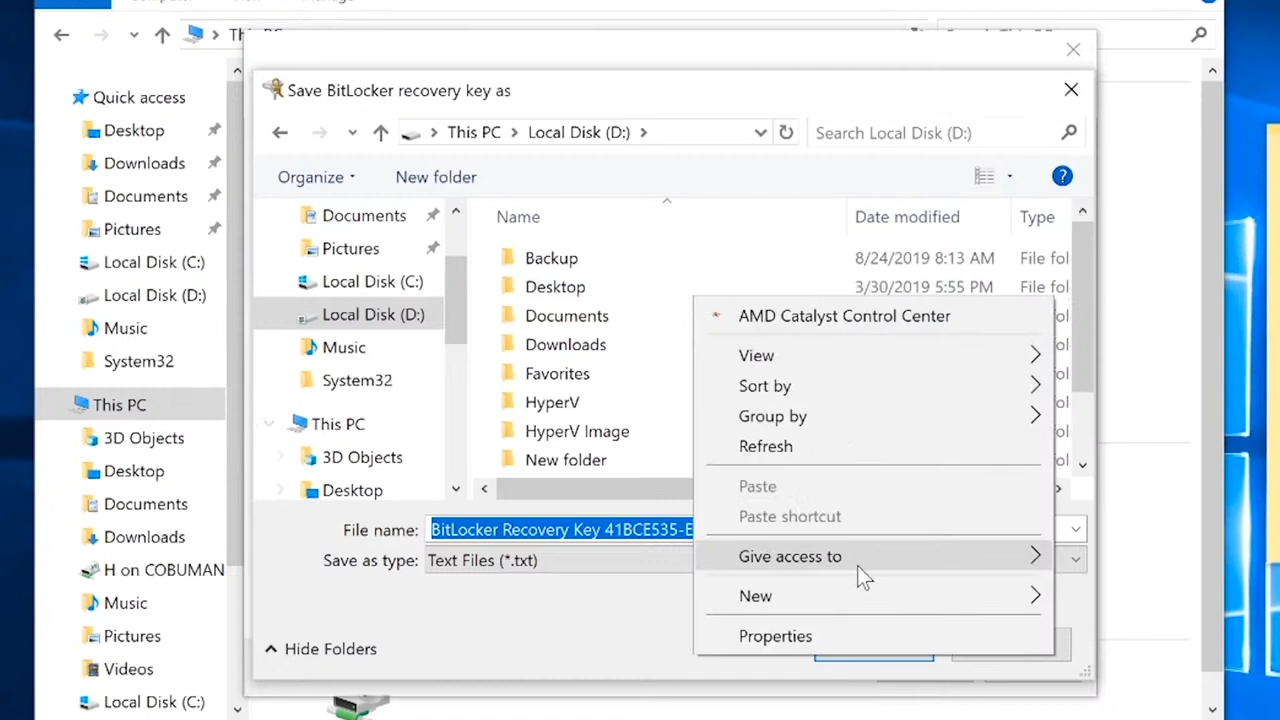 Save BitLocker recovery key as
This PC
Local Disk (D:)
Search Local Disk (D:)
Organize
New folder
?
Quick access
Desktop
Downloads
Documents
Pictures
Local Disk (C:)
Local Disk (D:)
Music
System32
This PC
3D Objects
Desktop
Documents
Downloads
H on COBUMAN
Music
Pictures
Videos
Local Disk (C:)
Documents
Pictures
Local Disk (C:)
Local Disk (D:)
Music
System32
This PC
3D Objects
Desktop
Name
Date modified
Type
Backup
8/24/2019 8:13 AM
File fol
Desktop
3/30/2019 5:55 PM
File fol
Documents
Downloads
Favorites
HyperV
HyperV Image
New folder
AMD Catalyst Control Center
View
Sort by
Group by
Refresh
Paste
Paste shortcut
Give access to
New
Properties
File name:
BitLocker Recovery Key 41BCE535-E
Save as type:
Text Files (*.txt)
Hide Folders